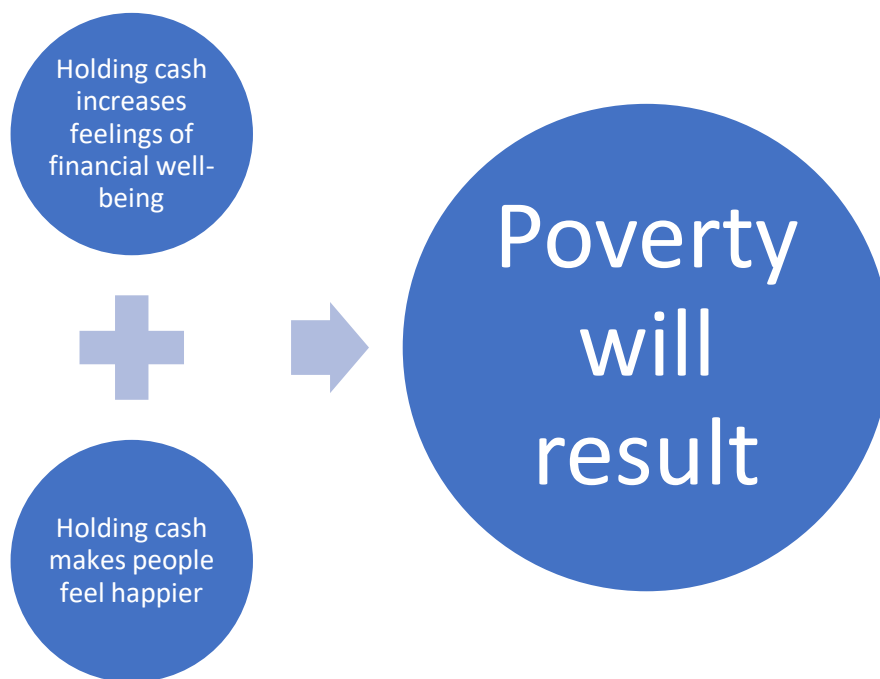 Holding cash
increases
feelings of
financial well-
being
Holding cash
makes people
feel happier
Poverty
will
result